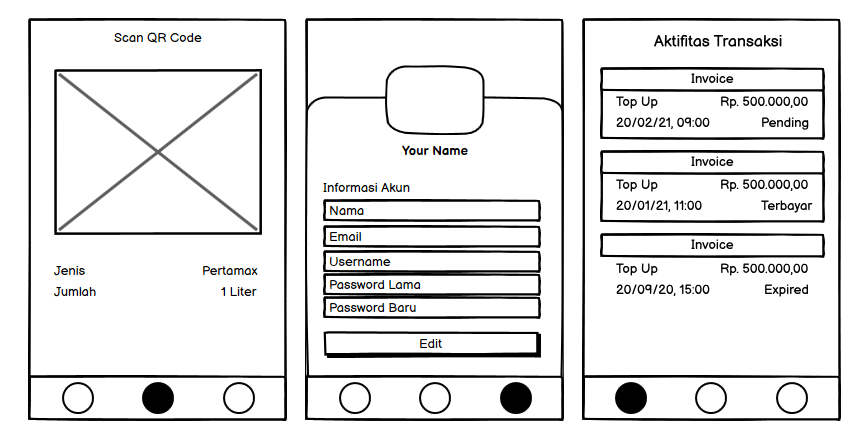 Scan QR Code
Jenis Pertamax
Jumlah 1 Liter
Your Name
Informasi Akun
Nama
Email
Username
Password Lama
Password Baru
Edit
Aktifitas Transaksi
Invoice
Top Up Rp. 500.000,00
20/02/21, 09:00 Pending
Invoice
Top Up Rp. 500.000,00
20/01/21, 11:00 Terbayar
Invoice
Top Up Rp. 500.000,00
20/09/20, 15:00 Expired